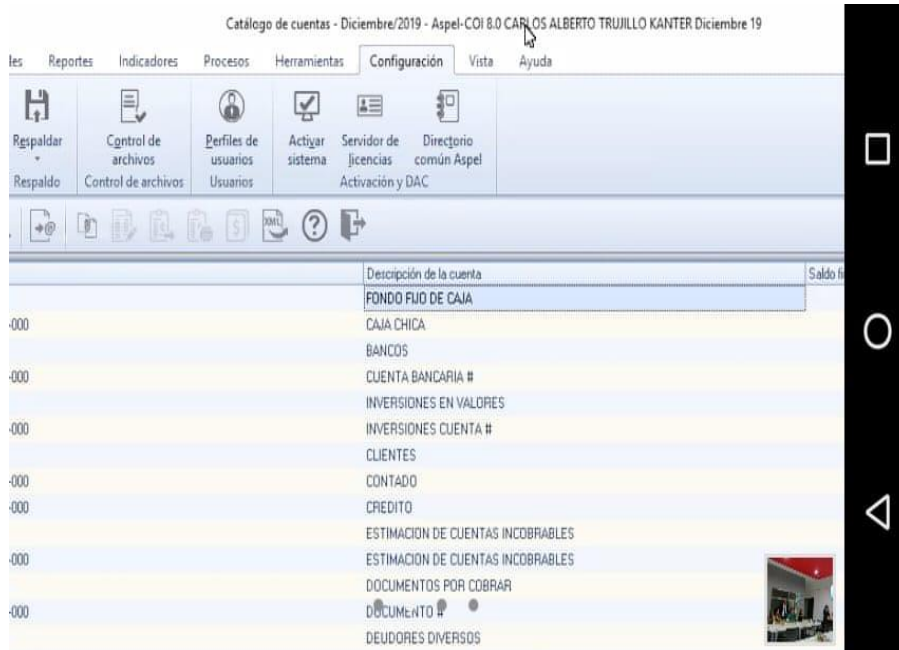 Catálogo de cuentas - Diciembre/2019 - Aspel-COI 8.0 CARLOS ALBERTO TRUJILLO KANTER Diciembre 19
les Reportes Indicadores Procesos Herramientas Configuración Vista Ayuda
Respaldar Control de archivos Perfiles de usuarios Activar sistema Servidor de licencias Directorio común Aspel
Respaldo Control de archivos Usuarios Activación y DAC
XML
Descripción de la cuenta Saldo fi
FONDO FIJO DE CAJA
-000 CAJA CHICA
BANCOS
-000 CUENTA BANCARIA #
INVERSIONES EN VALORES
-000 INVERSIONES CUENTA #
CLIENTES
-000 CONTADO
-000 CREDITO
ESTIMACION DE CUENTAS INCOBRABLES
-000 ESTIMACION DE CUENTAS INCOBRABLES
DOCUMENTOS POR COBRAR
-000 DOCUMENTO #
DEUDORES DIVERSOS